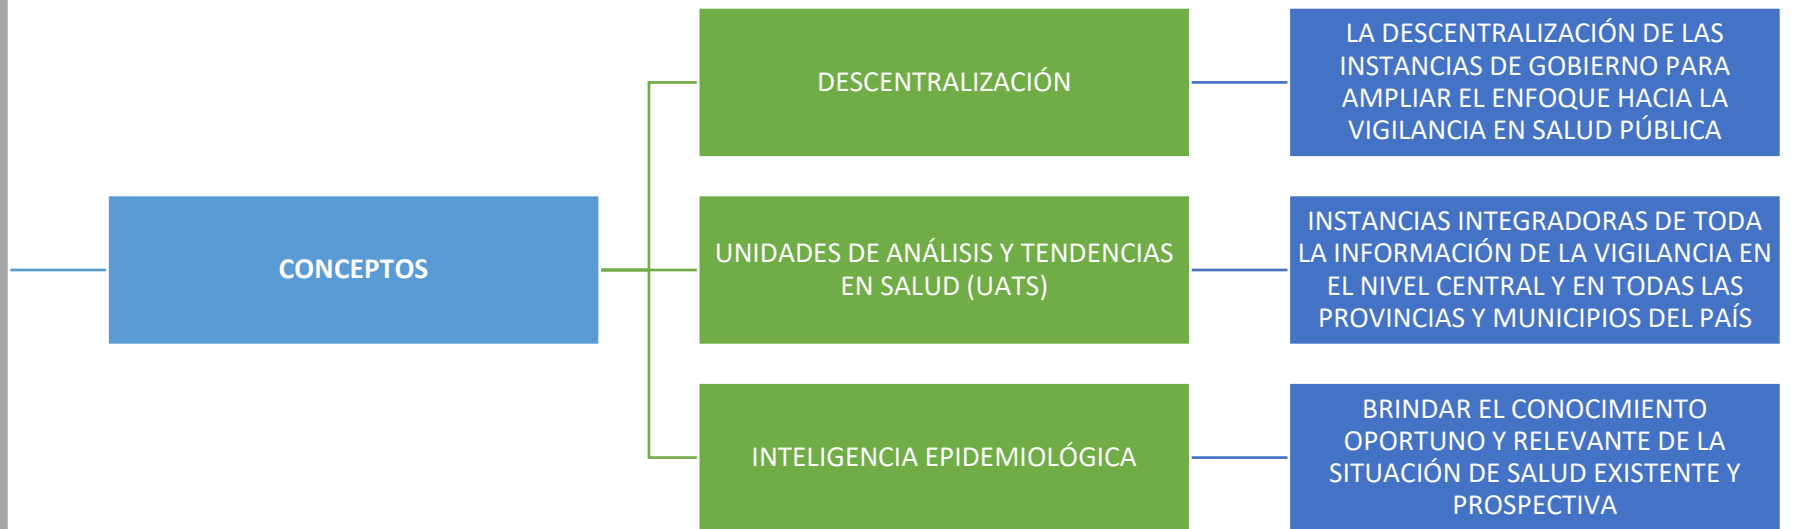 DESCENTRALIZACIÓN
LA DESCENTRALIZACIÓN DE LAS
INSTANCIAS DE GOBIERNO PARA
AMPLIAR EL ENFOQUE HACIA LA
VIGILANCIA EN SALUD PÚBLICA
CONCEPTOS
UNIDADES DE ANÁLISIS Y TENDENCIAS
EN SALUD (UATS)
INSTANCIAS INTEGRADORAS DE TODA
LA INFORMACIÓN DE LA VIGILANCIA EN
EL NIVEL CENTRAL Y EN TODAS LAS
PROVINCIAS Y MUNICIPIOS DEL PAÍS
INTELIGENCIA EPIDEMIOLÓGICA
BRINDAR EL CONOCIMIENTO
OPORTUNO Y RELEVANTE DE LA
SITUACIÓN DE SALUD EXISTENTE Y
PROSPECTIVA